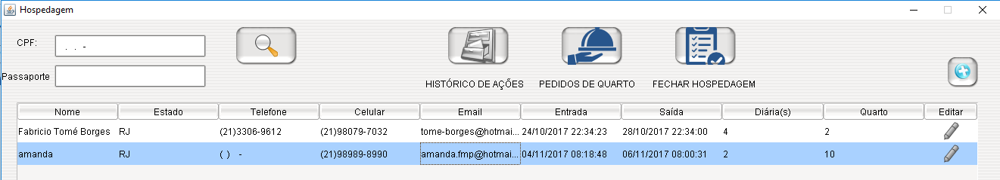 Hospedagem
CPF: . . -
Passaporte
HISTÓRICO DE AÇÕES PEDIDOS DE QUARTO FECHAR HOSPEDAGEM
Nome Estado Telefone Celular Email Entrada Saída Diária(s) Quarto Editar
Fabricio Tomé Borges RJ (21)3306-9612 (21)98079-7032 tome-borges@hotmai... 24/10/2017 22:34:23 28/10/2017 22:34:00 4 2
amanda RJ ( ) - (21)98989-8990 amanda.fmp@hotmai... 04/11/2017 08:18:48 06/11/2017 08:00:31 2 10